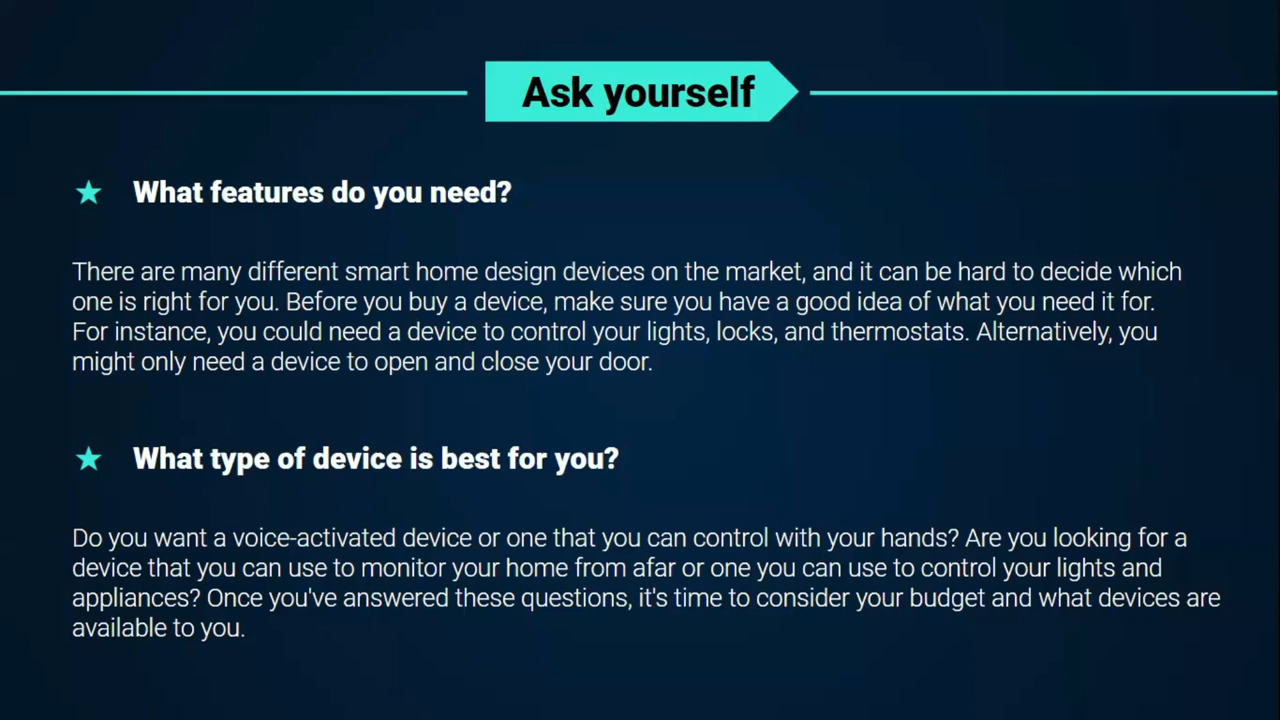 Ask yourself
What features do you need?
There are many different smart home design devices on the market, and it can be hard to decide which
one is right for you. Before you buy a device, make sure you have a good idea of what you need it for.
For instance, you could need a device to control your lights, locks, and thermostats. Alternatively, you
might only need a device to open and close your door.
What type of device is best for you?
Do you want a voice-activated device or one that you can control with your hands? Are you looking for a
device that you can use to monitor your home from afar or one you can use to control your lights and
appliances? Once you've answered these questions, it's time to consider your budget and what devices are
available to you.